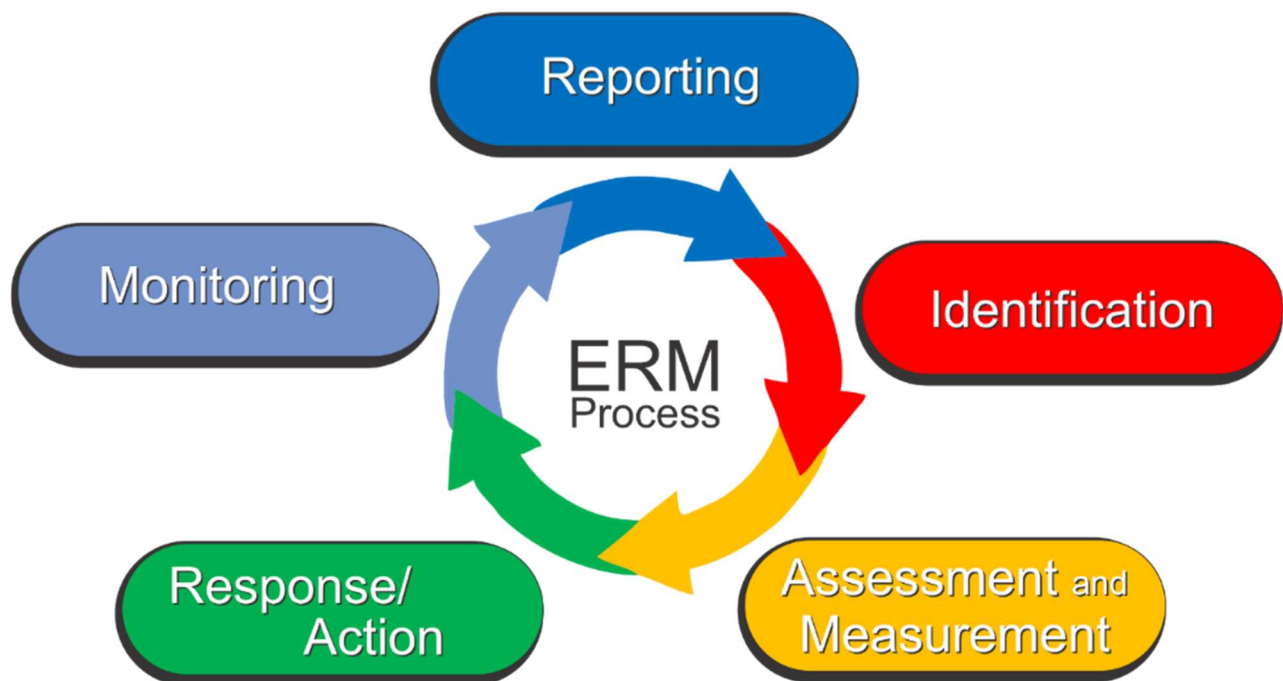 Reporting
Monitoring
Identification
ERM
Process
Response/
Action
Assessment and
Measurement